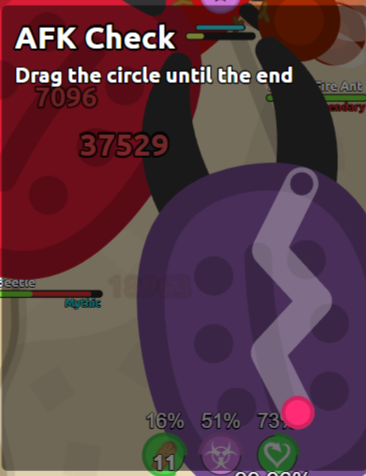 AFK Check
Drag the circle until the end
Fire Ant
7096
37529
Beetle
Mythic
16% 51%
11